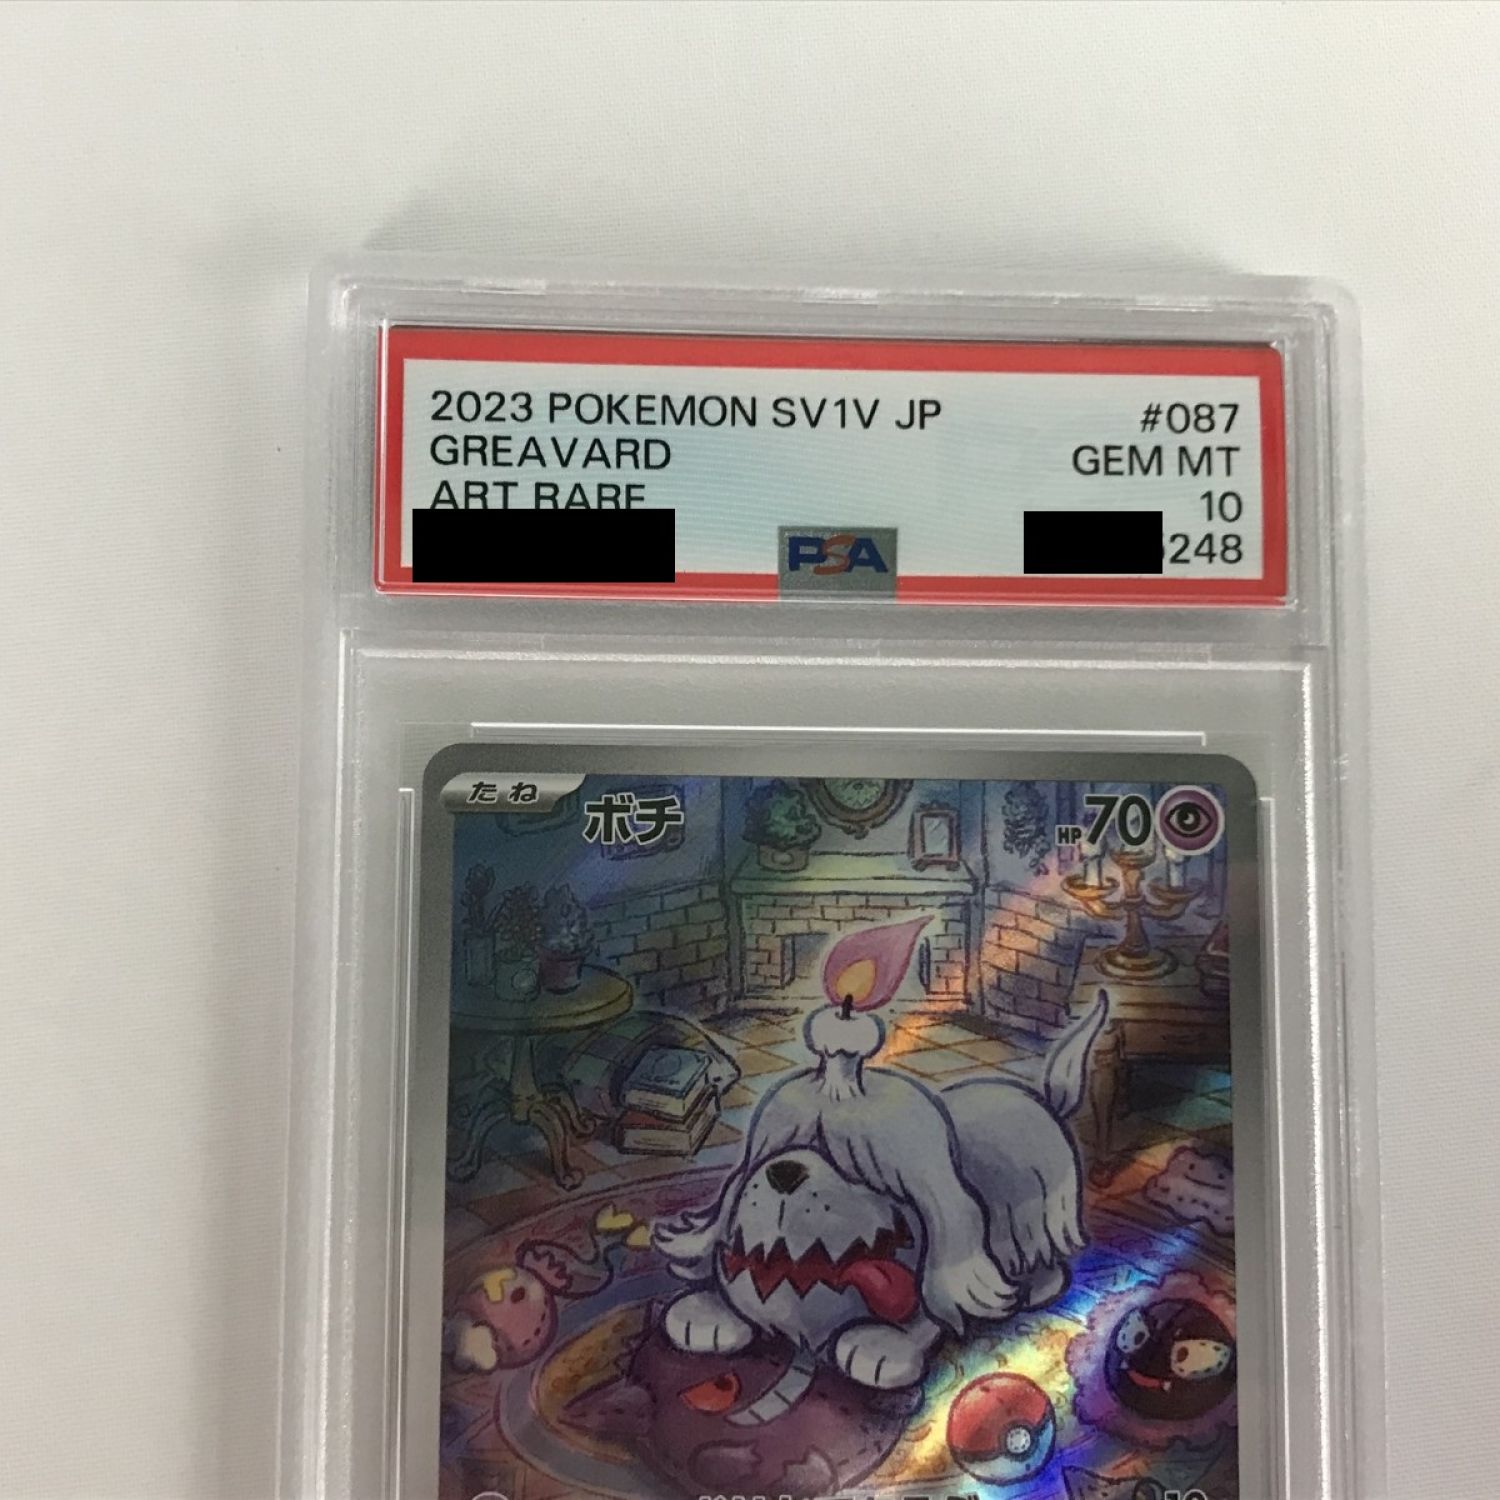 2023 POKEMON SV1V JP #087
GREAVARD GEM MT
ART RARE 10
248
PSA
たね ボチ HP70